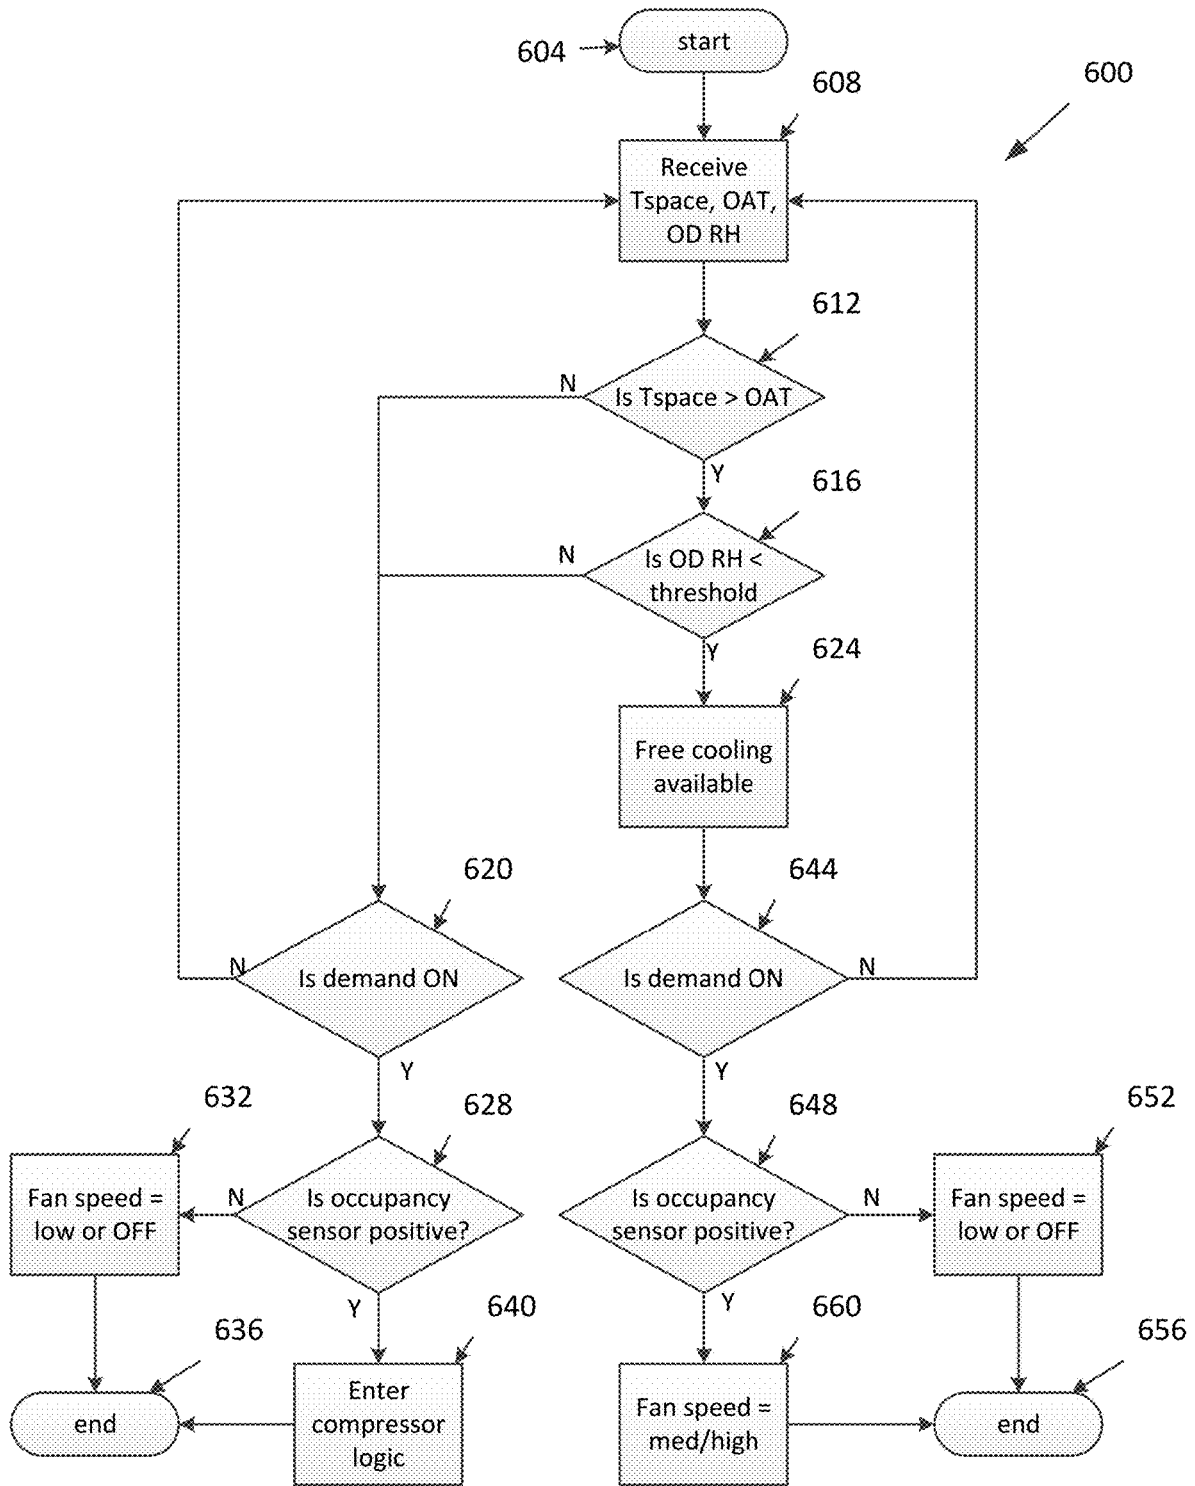 start
604
608
600
Receive
Tspace, OAT,
OD RH
612
N
Is Tspace > OAT
Y
616
N
Is OD RH <
threshold
Y
624
Free cooling
available
620
644
N
Is demand ON
Is demand ON
N
Y
Y
632
628
648
652
Fan speed =
low or OFF
N
Is occupancy
sensor positive?
Is occupancy
sensor positive?
N
Fan speed =
low or OFF
Y
Y
636
640
660
656
end
Enter
compressor
logic
Fan speed =
med/high
end